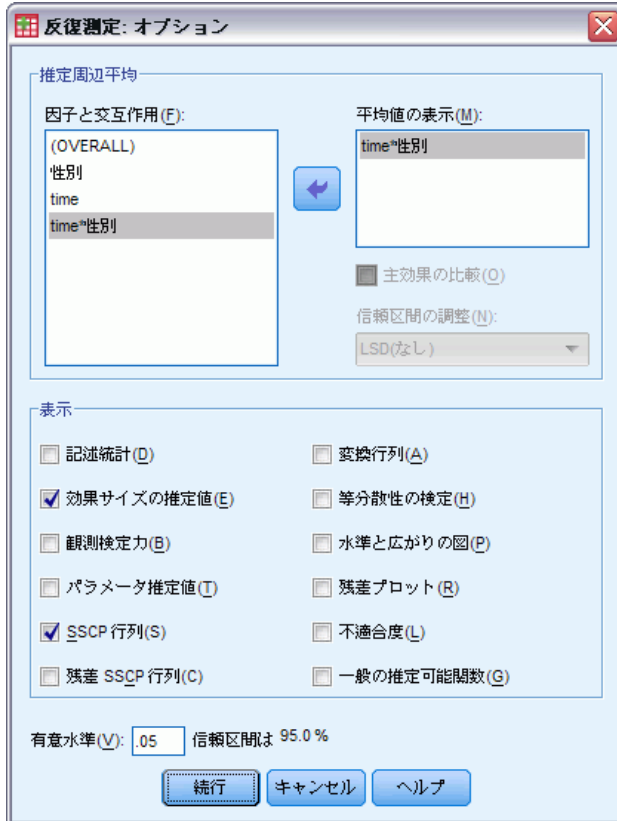 反復測定: オプション
推定周辺平均
因子と交互作用(F):
(OVERALL)
性別
time
time*性別
平均値の表示(M):
time*性別
主効果の比較(O)
信頼区間の調整(N):
LSD(なし)
表示
記述統計(D)
変換行列(A)
効果サイズの推定値(E)
等分散性の検定(H)
観測検定力(B)
水準と広がりの図(P)
パラメータ推定値(T)
残差プロット(R)
SSCP 行列(S)
不適合度(L)
残差 SSCP 行列(C)
一般の推定可能関数(G)
有意水準(V): .05 信頼区間は 95.0 %
続行 キャンセル ヘルプ